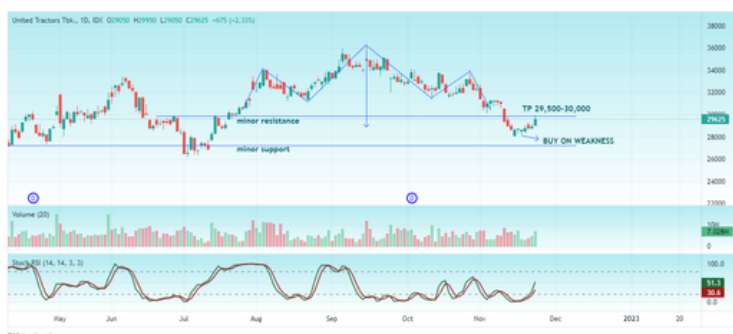 United Tractors Tbk., 1D, IDX O29050 H29950 L29050 C29625 +675 (+2.33%)
38000
36000
34000
32000
TP 29,500-30,000
30000
minor resistance
29625
BUY ON WEAKNESS
28000
minor support
26000
24000
22000
Volume (20)
10M
7.028M
0
Stoch RSI (14, 14, 3, 3)
100.0
51.3
30.6
0.0
May Jun Jul Aug Sep Oct Nov Dec 2023 20